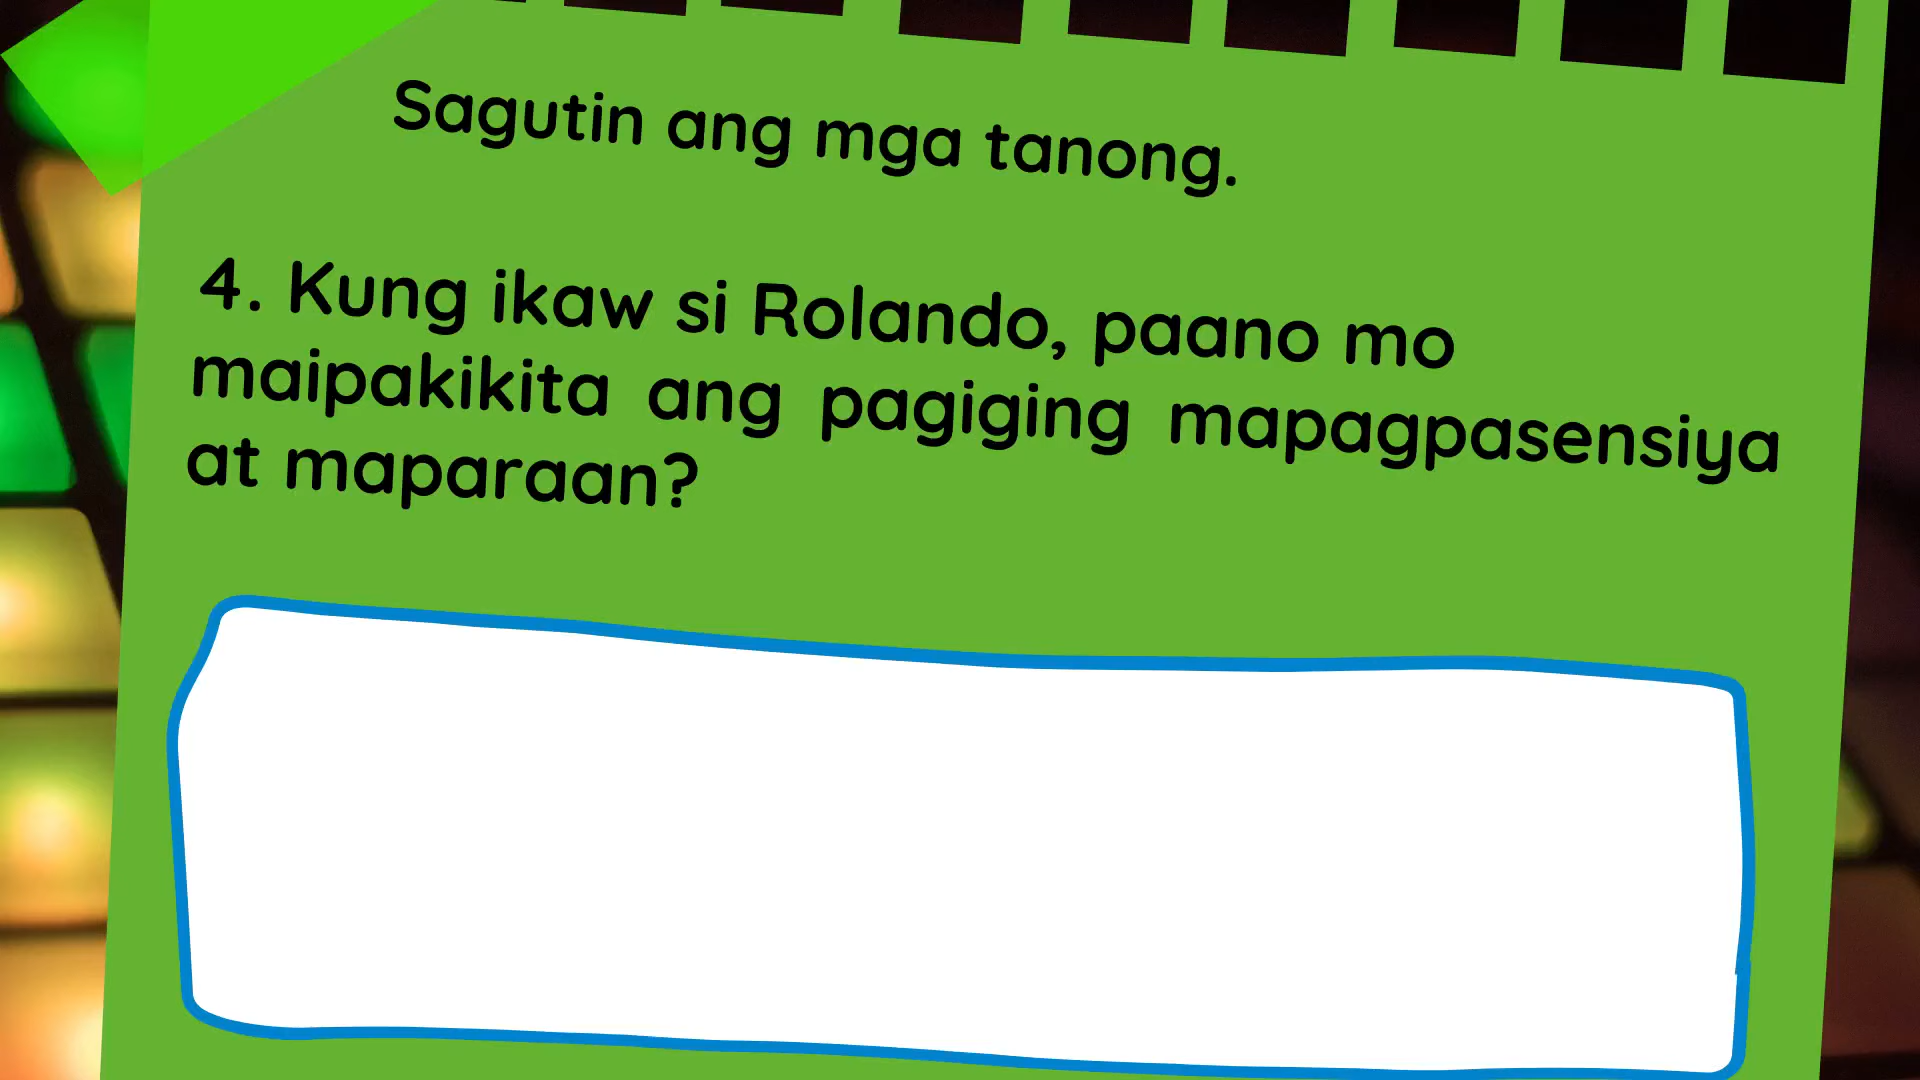 Sagutin ang mga tanong.
4. Kung ikaw si Rolando, paano mo
maipakikita ang pagiging mapagpasensiya
at maparaan?